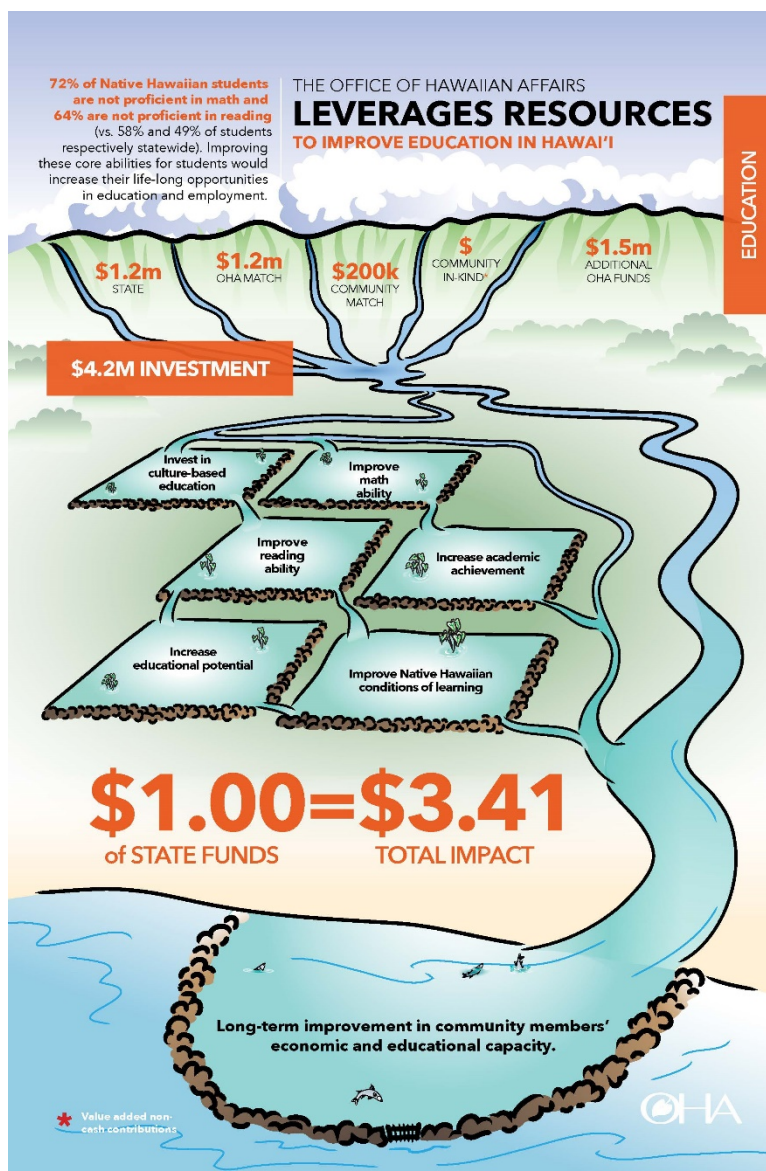 72% of Native Hawaiian students
are not proficient in math and
64% are not proficient in reading
(vs. 58% and 49% of students
respectively statewide). Improving
these core abilities for students would
increase their life-long opportunities
in education and employment.
THE OFFICE OF HAWAIIAN AFFAIRS
LEVERAGES RESOURCES
TO IMPROVE EDUCATION IN HAWAI‘I
EDUCATION
$1.2m
STATE
$1.2m
OHA MATCH
$200k
COMMUNITY
MATCH
$
COMMUNITY
IN-KIND*
$1.5m
ADDITIONAL
OHA FUNDS
$4.2M INVESTMENT
Invest in
culture-based
education
Improve
math
ability
Improve
reading
ability
Increase academic
achievement
Increase
educational potential
Improve Native Hawaiian
conditions of learning
$1.00=$3.41
of STATE FUNDS
TOTAL IMPACT
Long-term improvement in community members’
economic and educational capacity.
* Value added non-
cash contributions
OHA